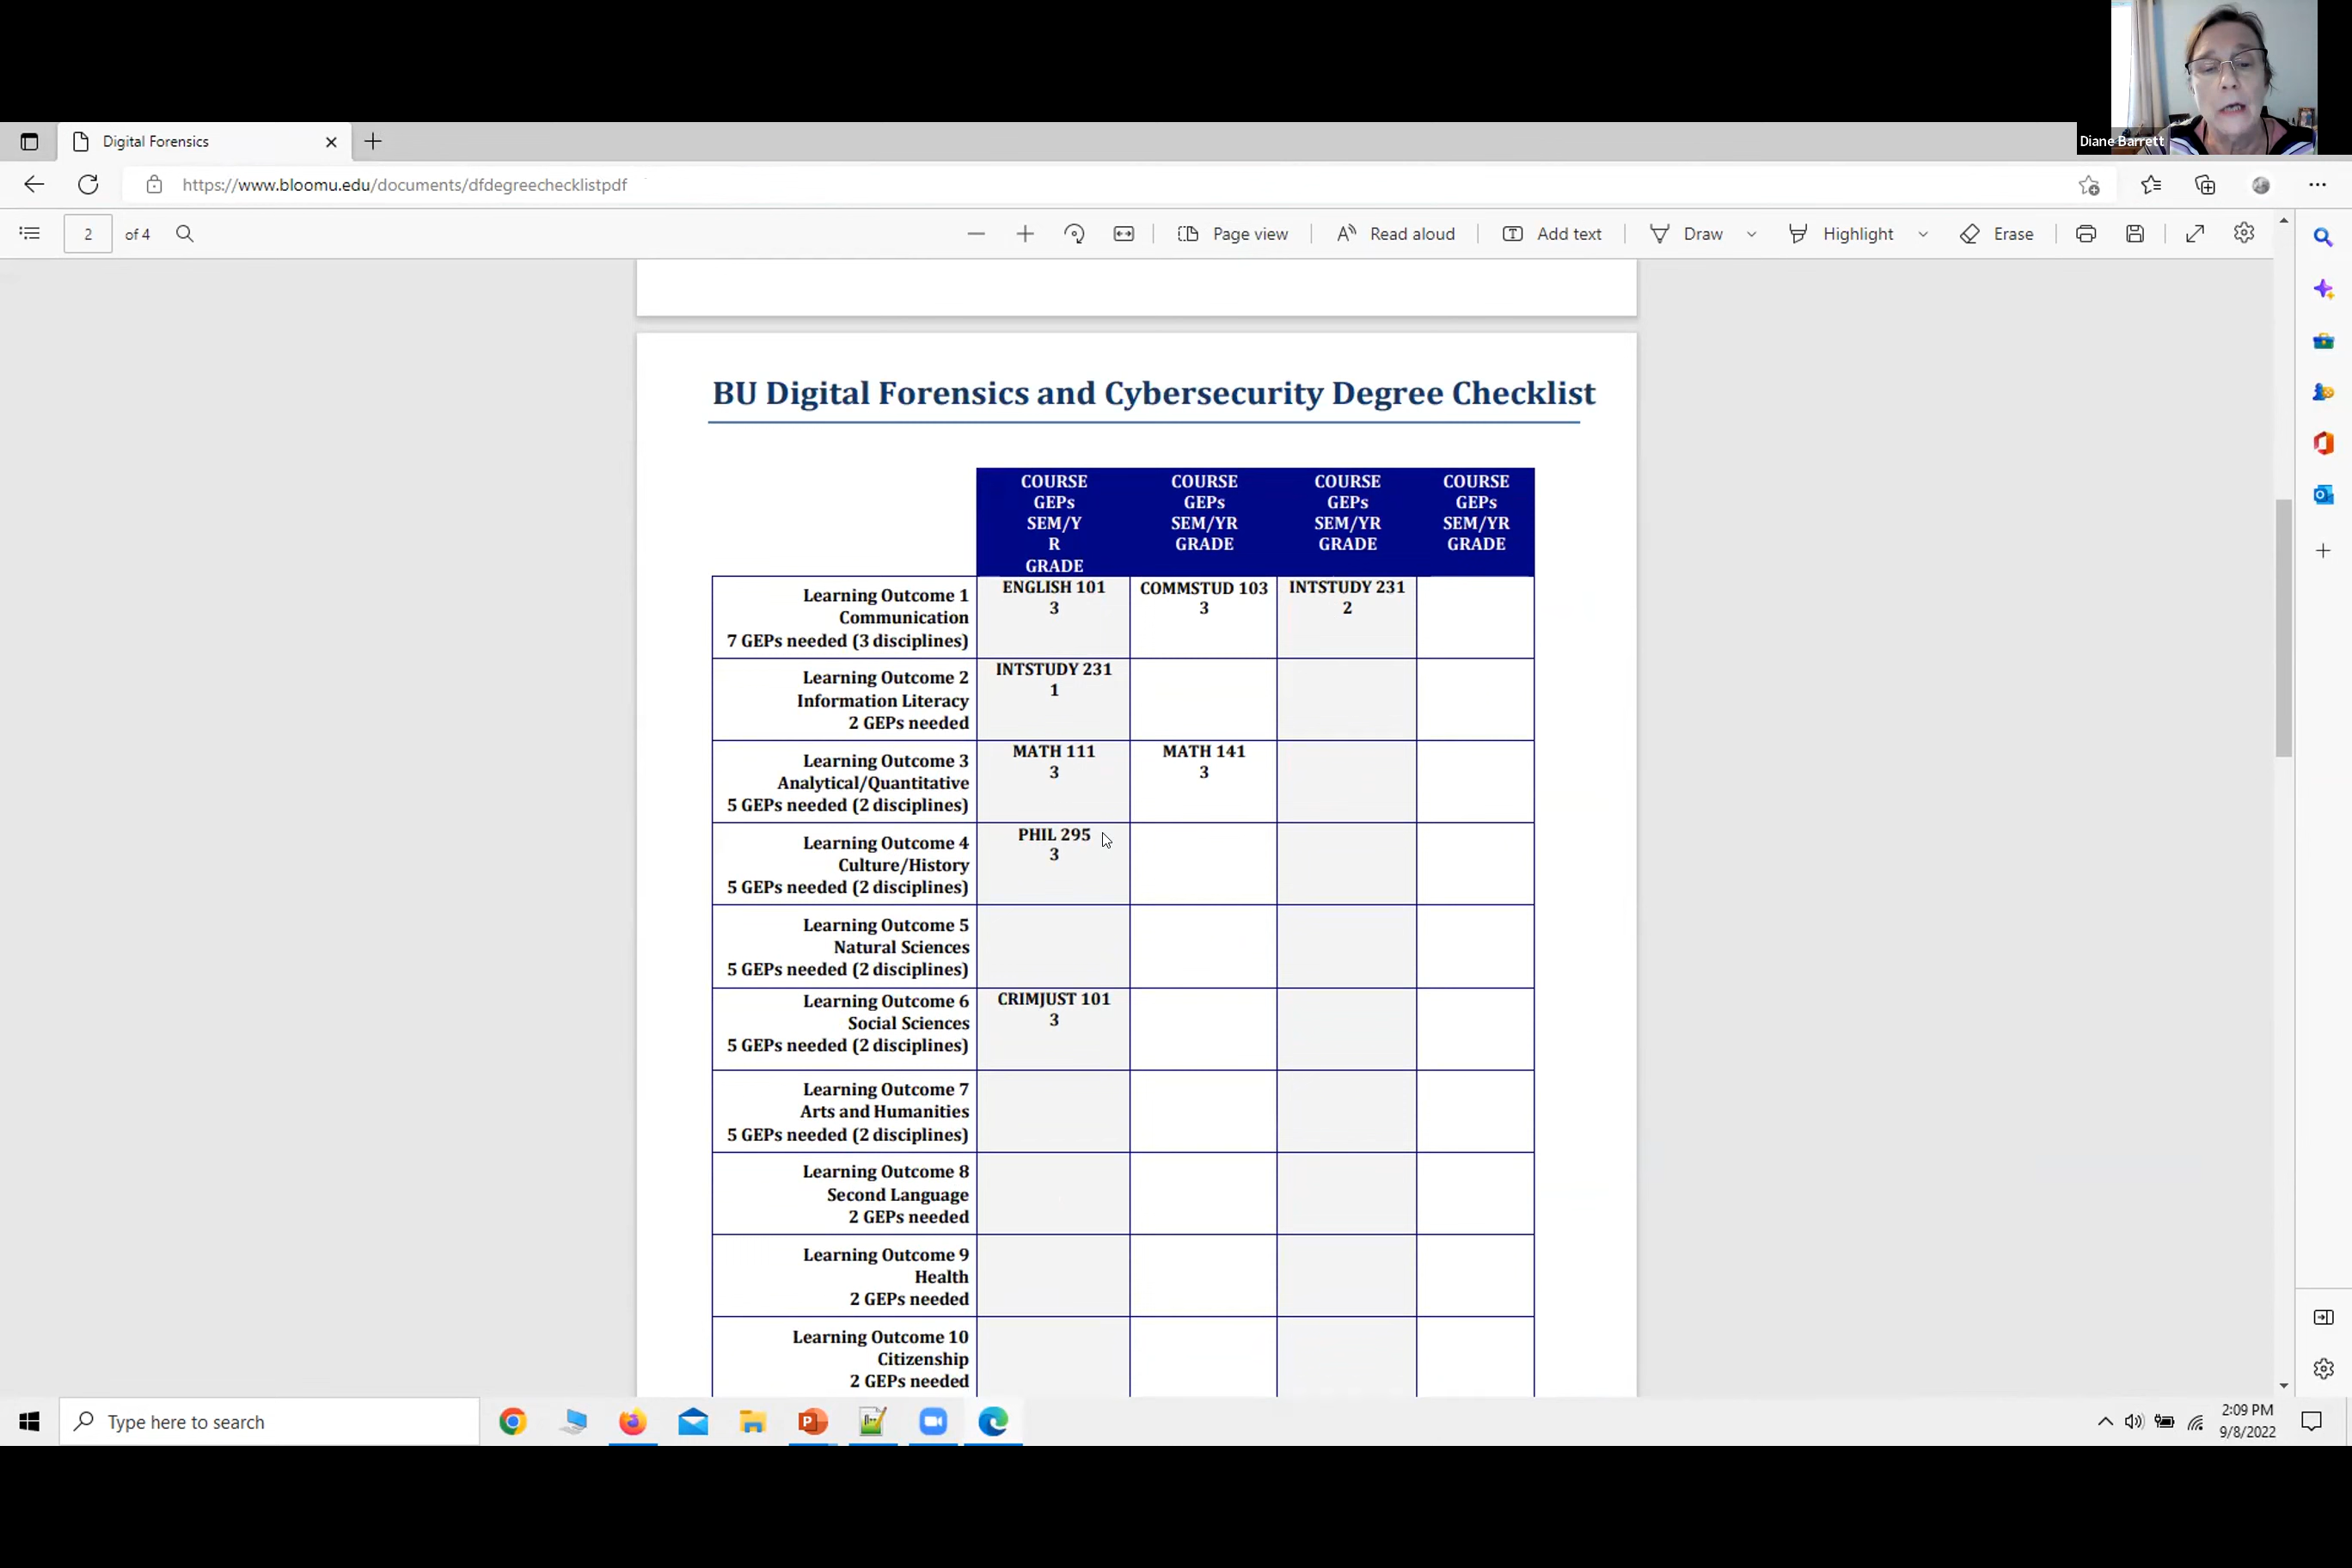 Diane Barrett
Digital Forensics
https://www.bloomu.edu/documents/dfdegreechecklistpdf
2 of 4
Page view
Read aloud
Add text
Draw
Highlight
Erase
BU Digital Forensics and Cybersecurity Degree Checklist
COURSE
GEPs
SEM/Y
R
GRADE
COURSE
GEPs
SEM/YR
GRADE
COURSE
GEPs
SEM/YR
GRADE
COURSE
GEPs
SEM/YR
GRADE
Learning Outcome 1
Communication
7 GEPs needed (3 disciplines)
ENGLISH 101
3
COMMSTUD 103
3
INTSTUDY 231
2
Learning Outcome 2
Information Literacy
2 GEPs needed
INTSTUDY 231
1
Learning Outcome 3
Analytical/Quantitative
5 GEPs needed (2 disciplines)
MATH 111
3
MATH 141
3
Learning Outcome 4
Culture/History
5 GEPs needed (2 disciplines)
PHIL 295
3
Learning Outcome 5
Natural Sciences
5 GEPs needed (2 disciplines)
Learning Outcome 6
Social Sciences
5 GEPs needed (2 disciplines)
CRIMJUST 101
3
Learning Outcome 7
Arts and Humanities
5 GEPs needed (2 disciplines)
Learning Outcome 8
Second Language
2 GEPs needed
Learning Outcome 9
Health
2 GEPs needed
Learning Outcome 10
Citizenship
2 GEPs needed
Type here to search
2:09 PM
9/8/2022